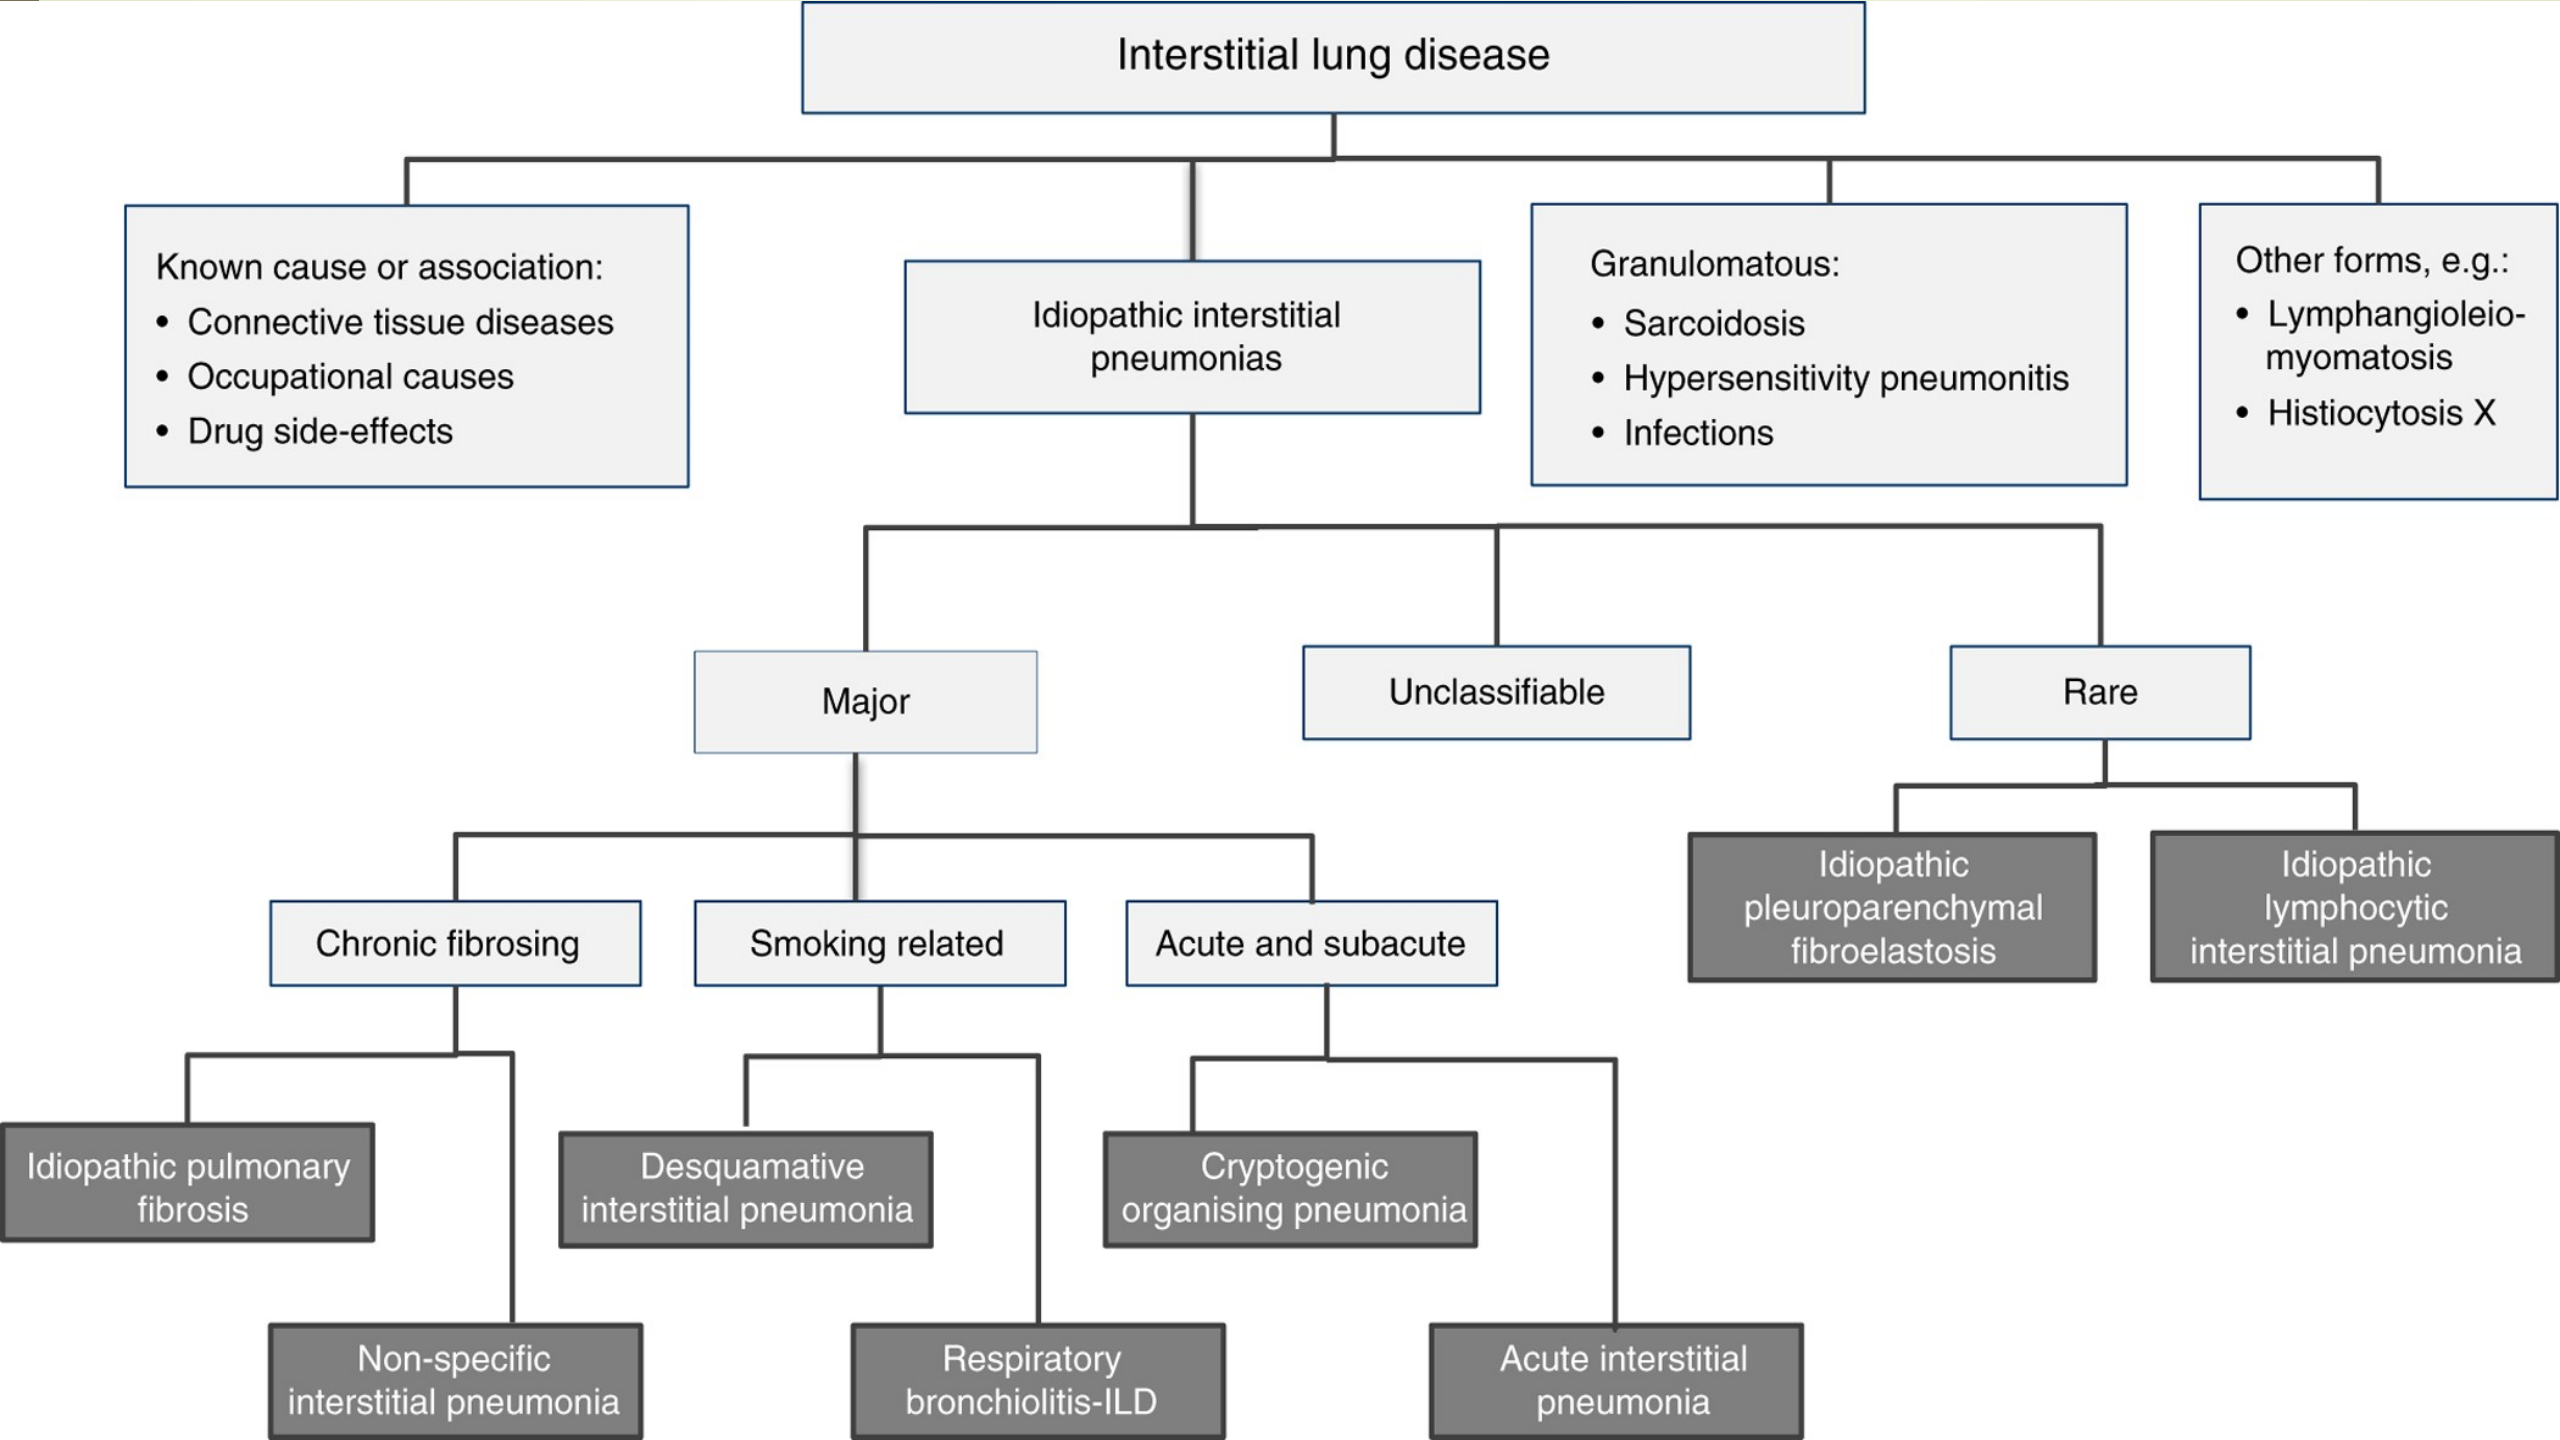 Interstitial lung disease
Known cause or association:
• Connective tissue diseases
• Occupational causes
• Drug side-effects
Idiopathic interstitial
pneumonias
Granulomatous:
• Sarcoidosis
• Hypersensitivity pneumonitis
• Infections
Other forms, e.g.:
• Lymphangioleio-
myomatosis
• Histiocytosis X
Major
Unclassifiable
Rare
Chronic fibrosing
Smoking related
Acute and subacute
Idiopathic
pleuroparenchymal
fibroelastosis
Idiopathic
lymphocytic
interstitial pneumonia
Idiopathic pulmonary
fibrosis
Desquamative
interstitial pneumonia
Cryptogenic
organising pneumonia
Non-specific
interstitial pneumonia
Respiratory
bronchiolitis-ILD
Acute interstitial
pneumonia